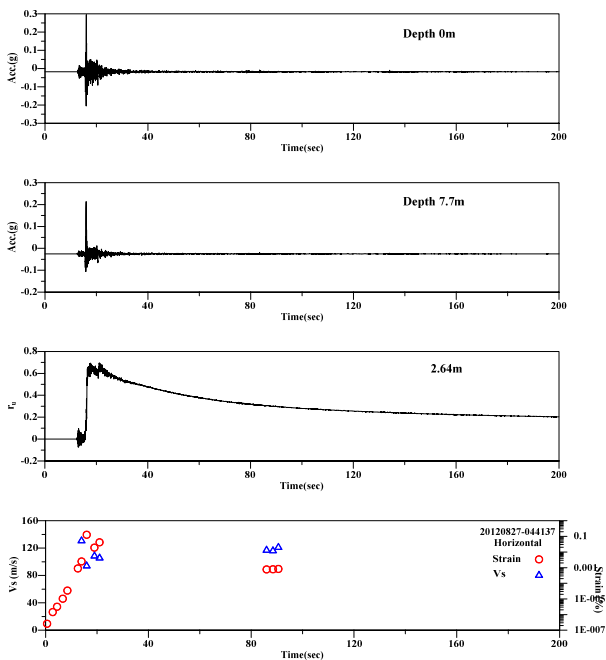 0.3
0.2
0.1
0
-0.1
-0.2
-0.3
Acc.(g)
Depth 0m
0 40 80 120 160 200
Time(sec)
0.3
0.2
0.1
0
-0.1
-0.2
Acc.(g)
Depth 7.7m
0 40 80 120 160 200
Time(sec)
0.8
0.6
0.4
0.2
0
-0.2
ru
2.64m
0 40 80 120 160 200
Time(sec)
160
120
80
40
0
Vs (m/s)
20120827-044137
Horizontal
Strain
Vs
0.1
0.001
1E-005
1E-007
Strain(%)
0 40 80 120 160 200
Time(sec)